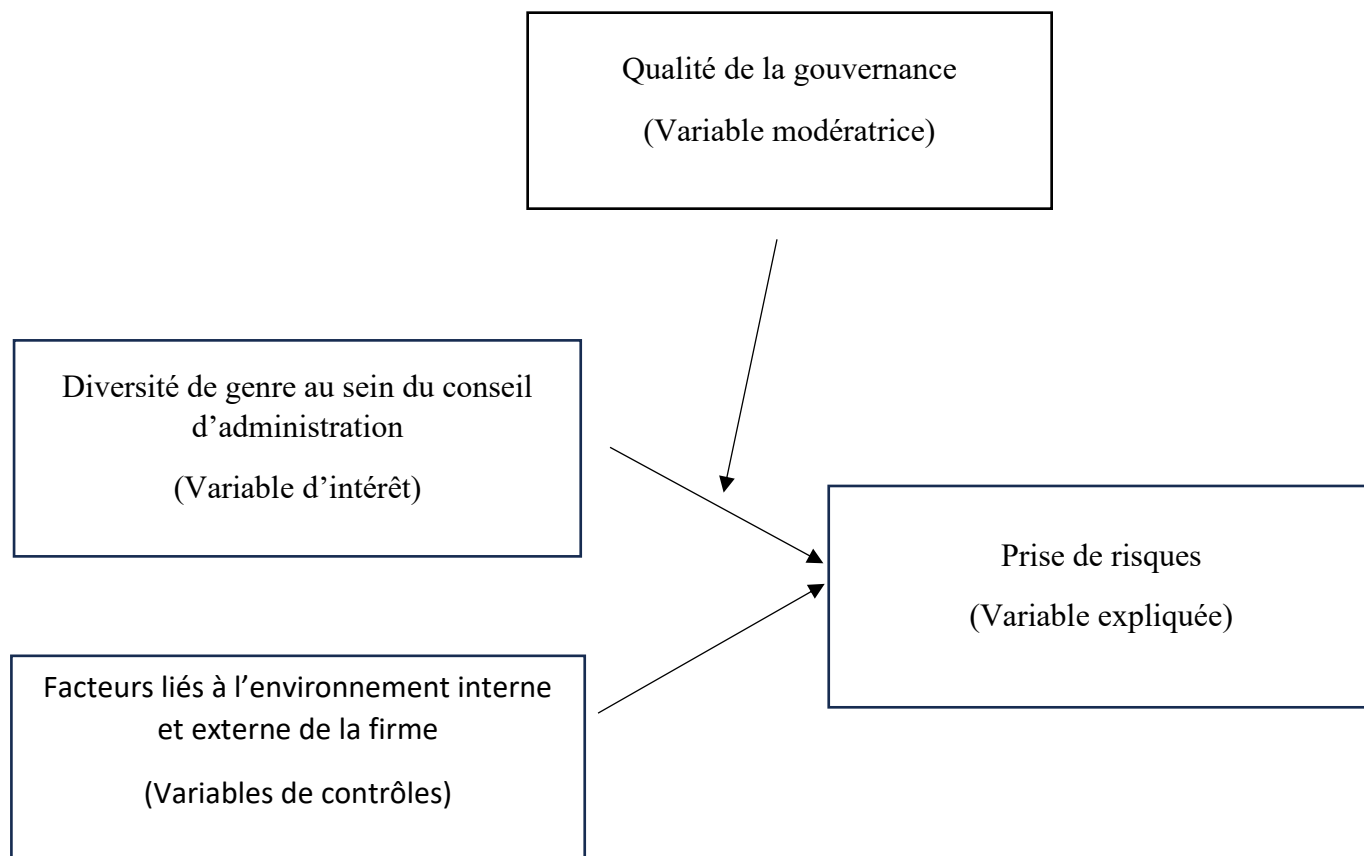 Qualité de la gouvernance
(Variable modératrice)
Diversité de genre au sein du conseil
d’administration
(Variable d’intérêt)
Prise de risques
(Variable expliquée)
Facteurs liés à l’environnement interne
et externe de la firme
(Variables de contrôles)